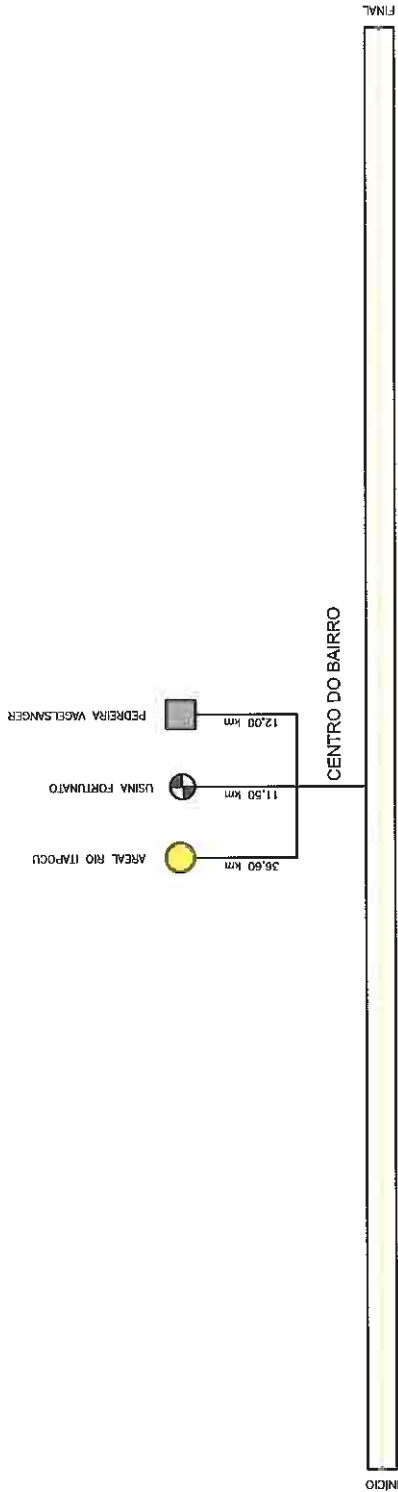 FINAL
PEDREIRA VAGELSANGER
12,00 km
USINA FORTUNATO
11,50 km
AREAL RIO ITAPOCU
36,60 km
CENTRO DO BAIRRO
INÍCIO